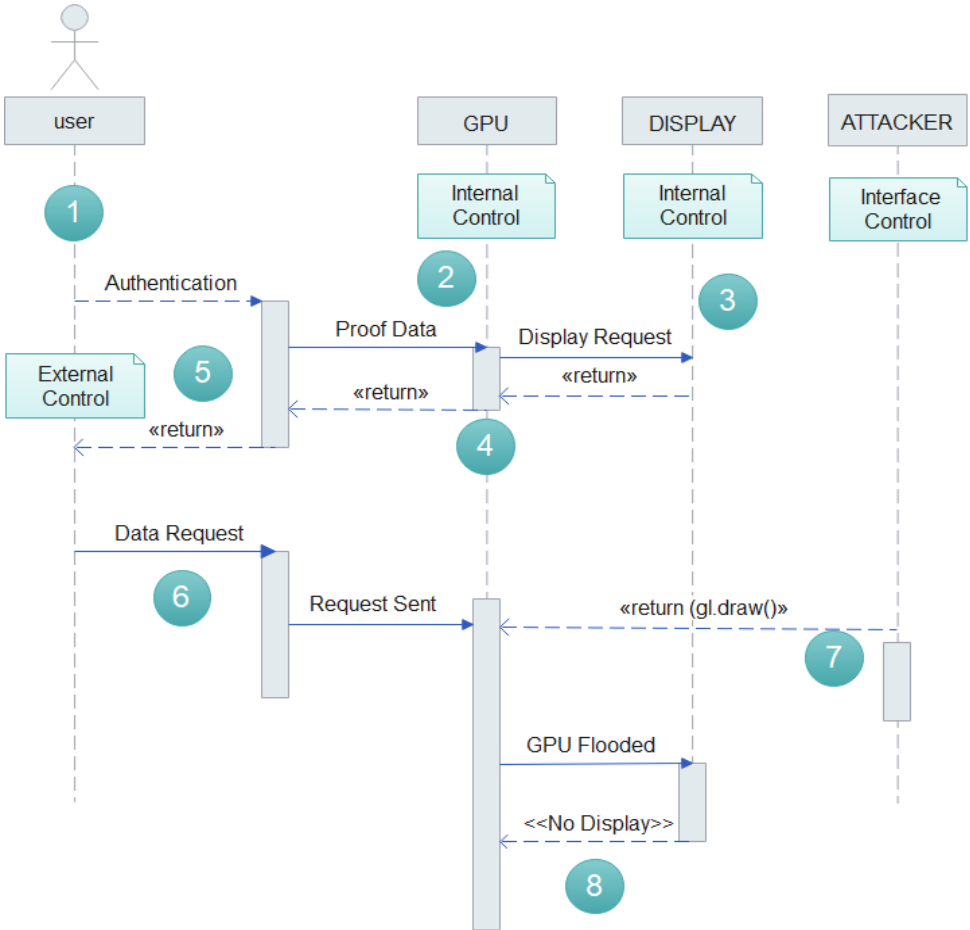 user
GPU
DISPLAY
ATTACKER
Internal
Control
Internal
Control
Interface
Control
1
2
3
Authentication
Proof Data
Display Request
External
Control
5
«return»
«return»
«return»
4
Data Request
6
Request Sent
«return (gl.draw()»
7
GPU Flooded
<<No Display>>
8